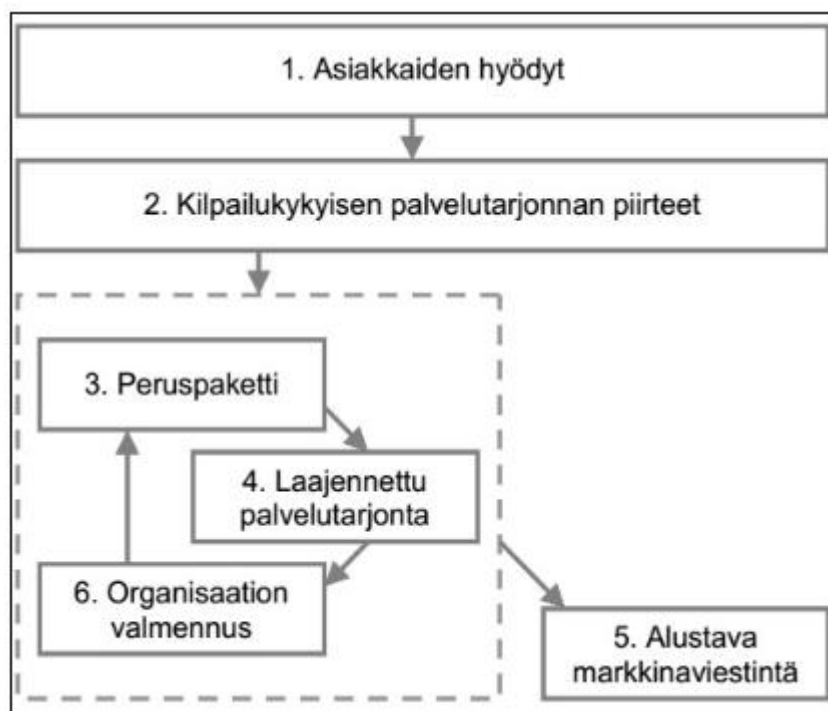 1. Asiakkaiden hyödyt
2. Kilpailukykyisen palvelutarjonnan piirteet
3. Peruspaketti
4. Laajennettu
palvelutarjonta
6. Organisaation
valmennus
5. Alustava
markkinaviestintä